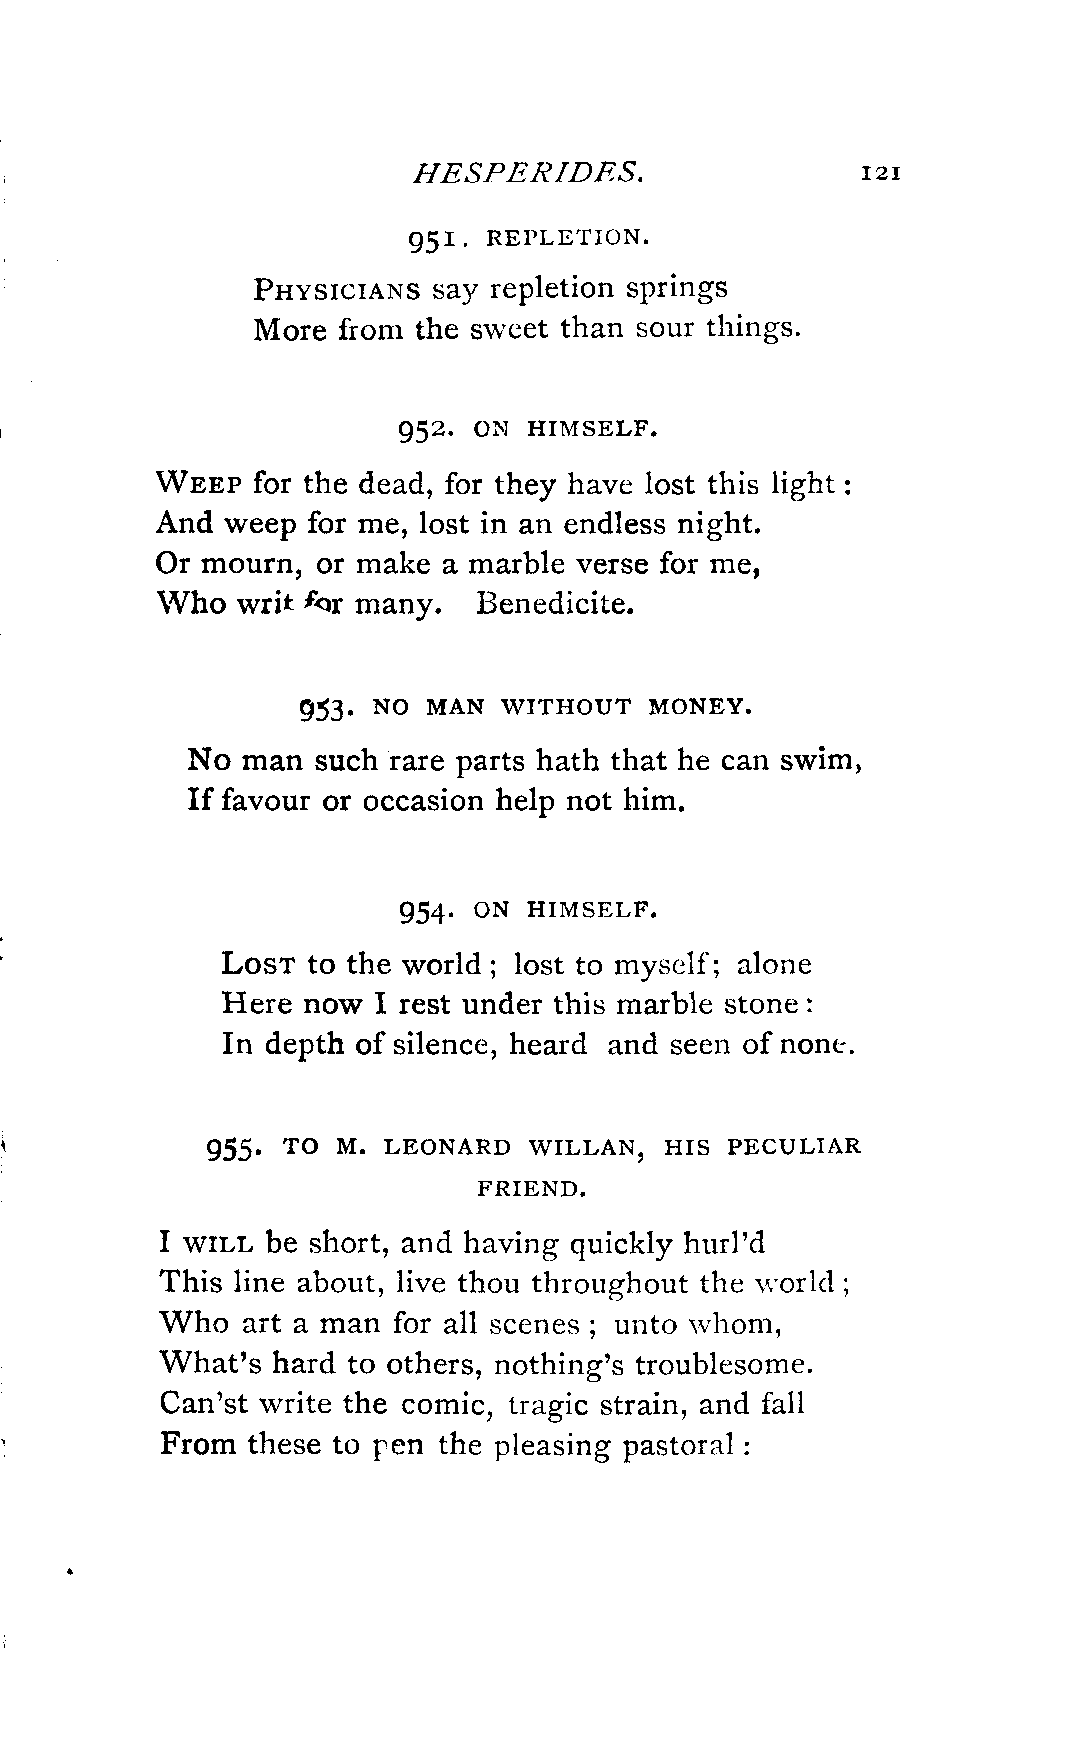 HESPERIDES. 121
951. REPLETION.
PHYSICIANS say repletion springs
More from the sweet than sour things.
952. ON HIMSELF.
WEEP for the dead, for they have lost this light :
And weep for me, lost in an endless night.
Or mourn, or make a marble verse for me,
Who writ for many. Benedicite.
953. NO MAN WITHOUT MONEY.
No man such rare parts hath that he can swim,
If favour or occasion help not him.
954. ON HIMSELF.
LOST to the world ; lost to myself; alone
Here now I rest under this marble stone :
In depth of silence, heard and seen of none.
955. TO M. LEONARD WILLAN, HIS PECULIAR
FRIEND.
I WILL be short, and having quickly hurl'd
This line about, live thou throughout the world ;
Who art a man for all scenes ; unto whom,
What's hard to others, nothing's troublesome.
Can'st write the comic, tragic strain, and fall
From these to pen the pleasing pastoral :